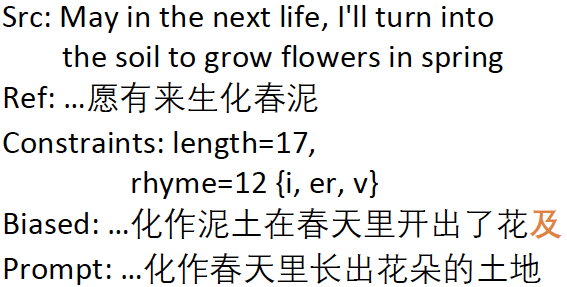 Src: May in the next life, I'll turn into
the soil to grow flowers in spring
Ref: …愿有来生化春泥
Constraints: length=17,
rhyme=12 {i, er, v}
Biased: …化作泥土在春天里开出了花及
Prompt: …化作春天里长出花朵的土地